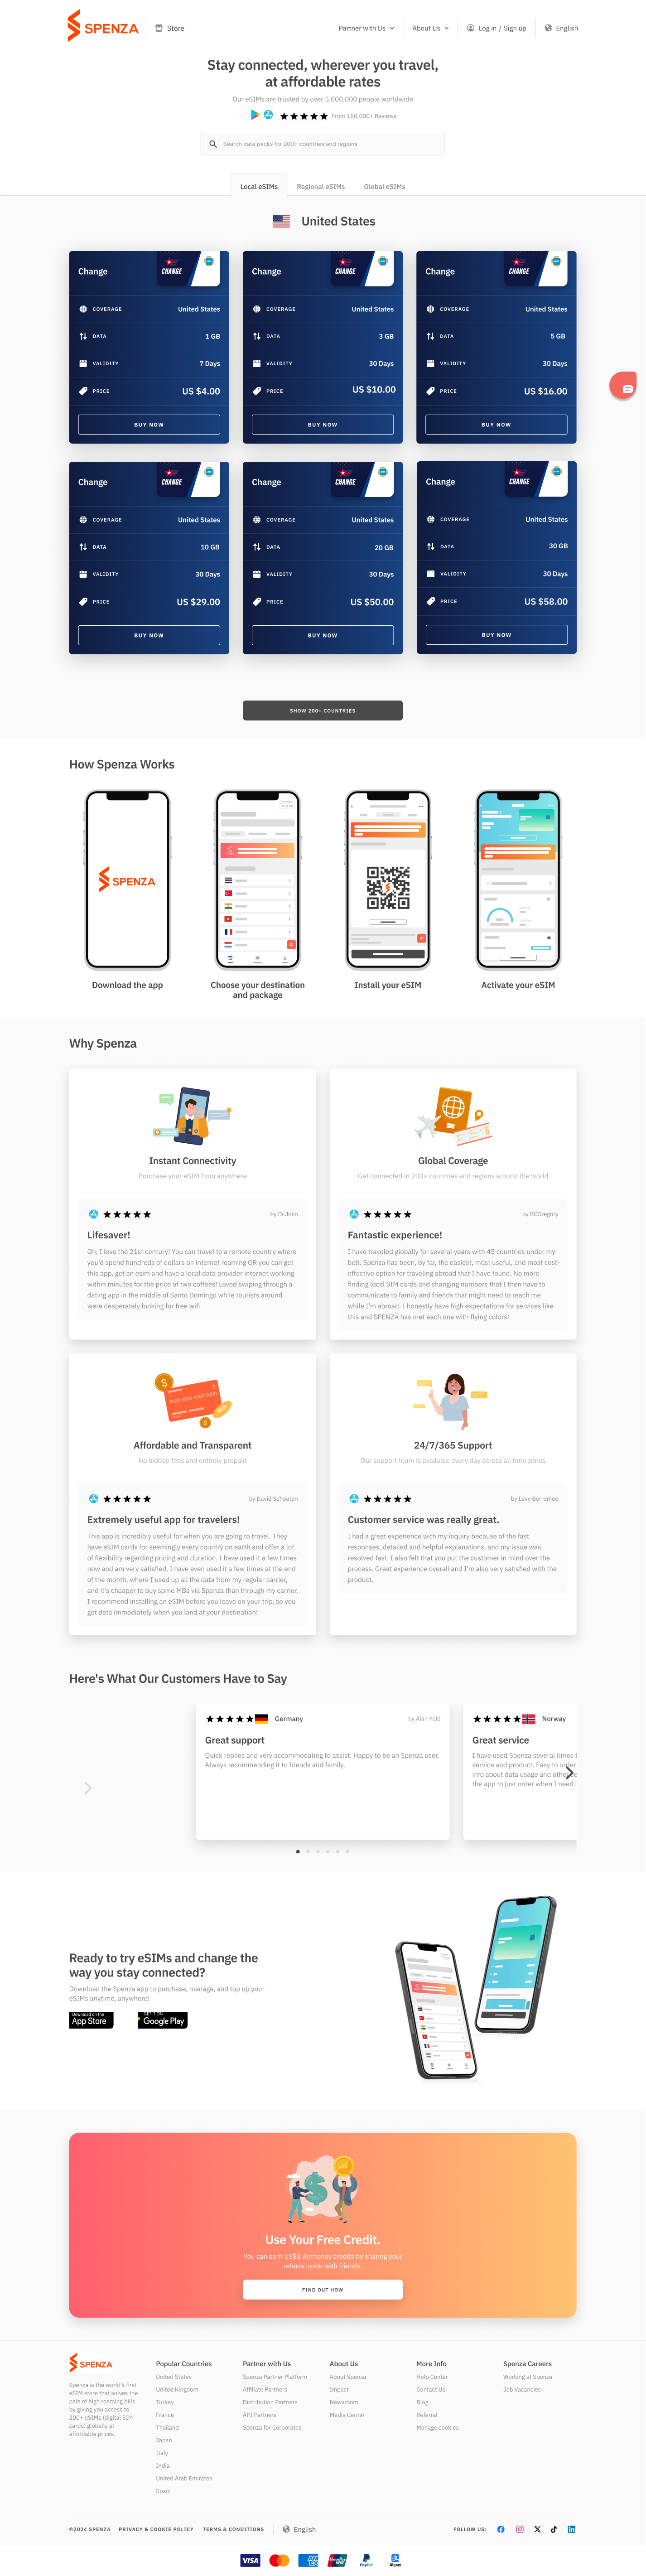 SPENZA
Store
Partner with Us
About Us
Log in / Sign up
English
Stay connected, wherever you travel,
at affordable rates
Our eSIMs are trusted by over 5,000,000 people worldwide
From 150,000+ Reviews
Search data packs for 200+ countries and regions
Local eSIMs
Regional eSIMs
Global eSIMs
United States
Change
CHANGE
COVERAGE United States
DATA 1 GB
VALIDITY 7 Days
PRICE US $4.00
BUY NOW
Change
CHANGE
COVERAGE United States
DATA 3 GB
VALIDITY 30 Days
PRICE US $10.00
BUY NOW
Change
CHANGE
COVERAGE United States
DATA 5 GB
VALIDITY 30 Days
PRICE US $16.00
BUY NOW
Change
CHANGE
COVERAGE United States
DATA 10 GB
VALIDITY 30 Days
PRICE US $29.00
BUY NOW
Change
CHANGE
COVERAGE United States
DATA 20 GB
VALIDITY 30 Days
PRICE US $50.00
BUY NOW
Change
CHANGE
COVERAGE United States
DATA 30 GB
VALIDITY 30 Days
PRICE US $58.00
BUY NOW
SHOW 200+ COUNTRIES
How Spenza Works
SPENZA
Download the app
Choose your destination
and package
Install your eSIM
Activate your eSIM
Why Spenza
Instant Connectivity
Purchase your eSIM from anywhere
by Dr.Jolin
Lifesaver!
Oh, I love the 21st century! You can travel to a remote country where
you'd spend hundreds of dollars on internet roaming OR you can get
this app, get an esim and have a local data provider internet working
within minutes for the price of two coffees! Loved swiping through a
dating app in the middle of Santo Domingo while tourists around
were desperately looking for free wifi
Global Coverage
Get connected in 200+ countries and regions around the world
by BCGregory
Fantastic experience!
I have traveled globally for several years with 45 countries under my
belt. Spenza has been, by far, the easiest, most useful, and most cost-
effective option for traveling abroad that I have found. No more
finding local SIM cards and changing numbers that I then have to
communicate to family and friends that might need to reach me
while I'm abroad. I honestly have high expectations for services like
this and SPENZA has met each one with flying colors!
Affordable and Transparent
No hidden fees and entirely prepaid
by David Schouten
Extremely useful app for travelers!
This app is incredibly useful for when you are going to travel. They
have eSIM cards for seemingly every country on earth and offer a lot
of flexibility regarding pricing and duration. I have used it a few times
now and am very satisfied. I have even used it a few times at the end
of the month, where I used up all the data from my regular carrier,
and it's cheaper to buy some MBs via Spenza than through my carrier.
I recommend installing an eSIM before you leave on your trip, so you
get data immediately when you land at your destination!
24/7/365 Support
Our support team is available every day across all time zones
by Levy Borromeo
Customer service was really great.
I had a great experience with my inquiry because of the fast
responses, detailed and helpful explanations, and my issue was
resolved fast. I also felt that you put the customer in mind over the
process. Great experience overall and I'm also very satisfied with the
product.
Here's What Our Customers Have to Say
Germany
by Alan Yeld
Great support
Quick replies and very accommodating to assist. Happy to be an Spenza user.
Always recommending it to friends and family.
Norway
Great service
I have used Spenza several times
service and product. Easy to order
info about data usage and other
the app to just order when I need
Ready to try eSIMs and change the
way you stay connected?
Download the Spenza app to purchase, manage, and top up your
eSIMs anytime, anywhere!
Download on the
App Store
GET IT ON
Google Play
Use Your Free Credit.
You can earn US$3 Airmoney credits by sharing your
referral code with friends.
FIND OUT HOW
SPENZA
Spenza is the world's first
eSIM store that solves the
pain of high roaming bills
by giving you access to
200+ eSIMs (digital SIM
cards) globally at
affordable prices.
Popular Countries
United States
United Kingdom
Turkey
France
Thailand
Japan
Italy
India
United Arab Emirates
Spain
Partner with Us
Spenza Partner Platform
Affiliate Partners
Distribution Partners
API Partners
Spenza for Corporates
About Us
About Spenza
Impact
Newsroom
Media Center
More Info
Help Center
Contact Us
Blog
Referral
Manage cookies
Spenza Careers
Working at Spenza
Job Vacancies
©2024 SPENZA
PRIVACY & COOKIE POLICY
TERMS & CONDITIONS
English
FOLLOW US:
VISA
AM
EX
UnionPay
PayPal
Alipay